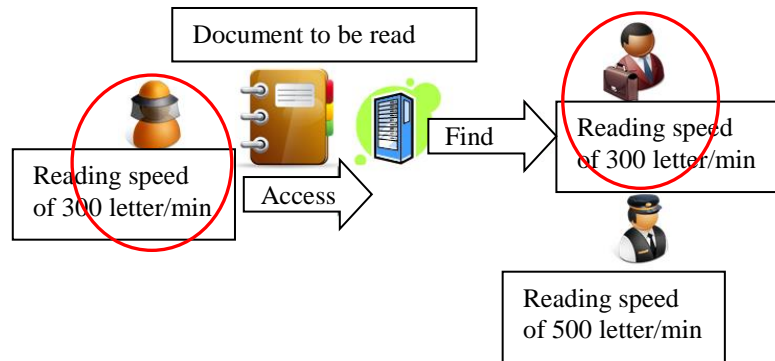 Document to be read
Reading speed
of 300 letter/min
Access
Find
Reading speed
of 300 letter/min
Reading speed
of 500 letter/min